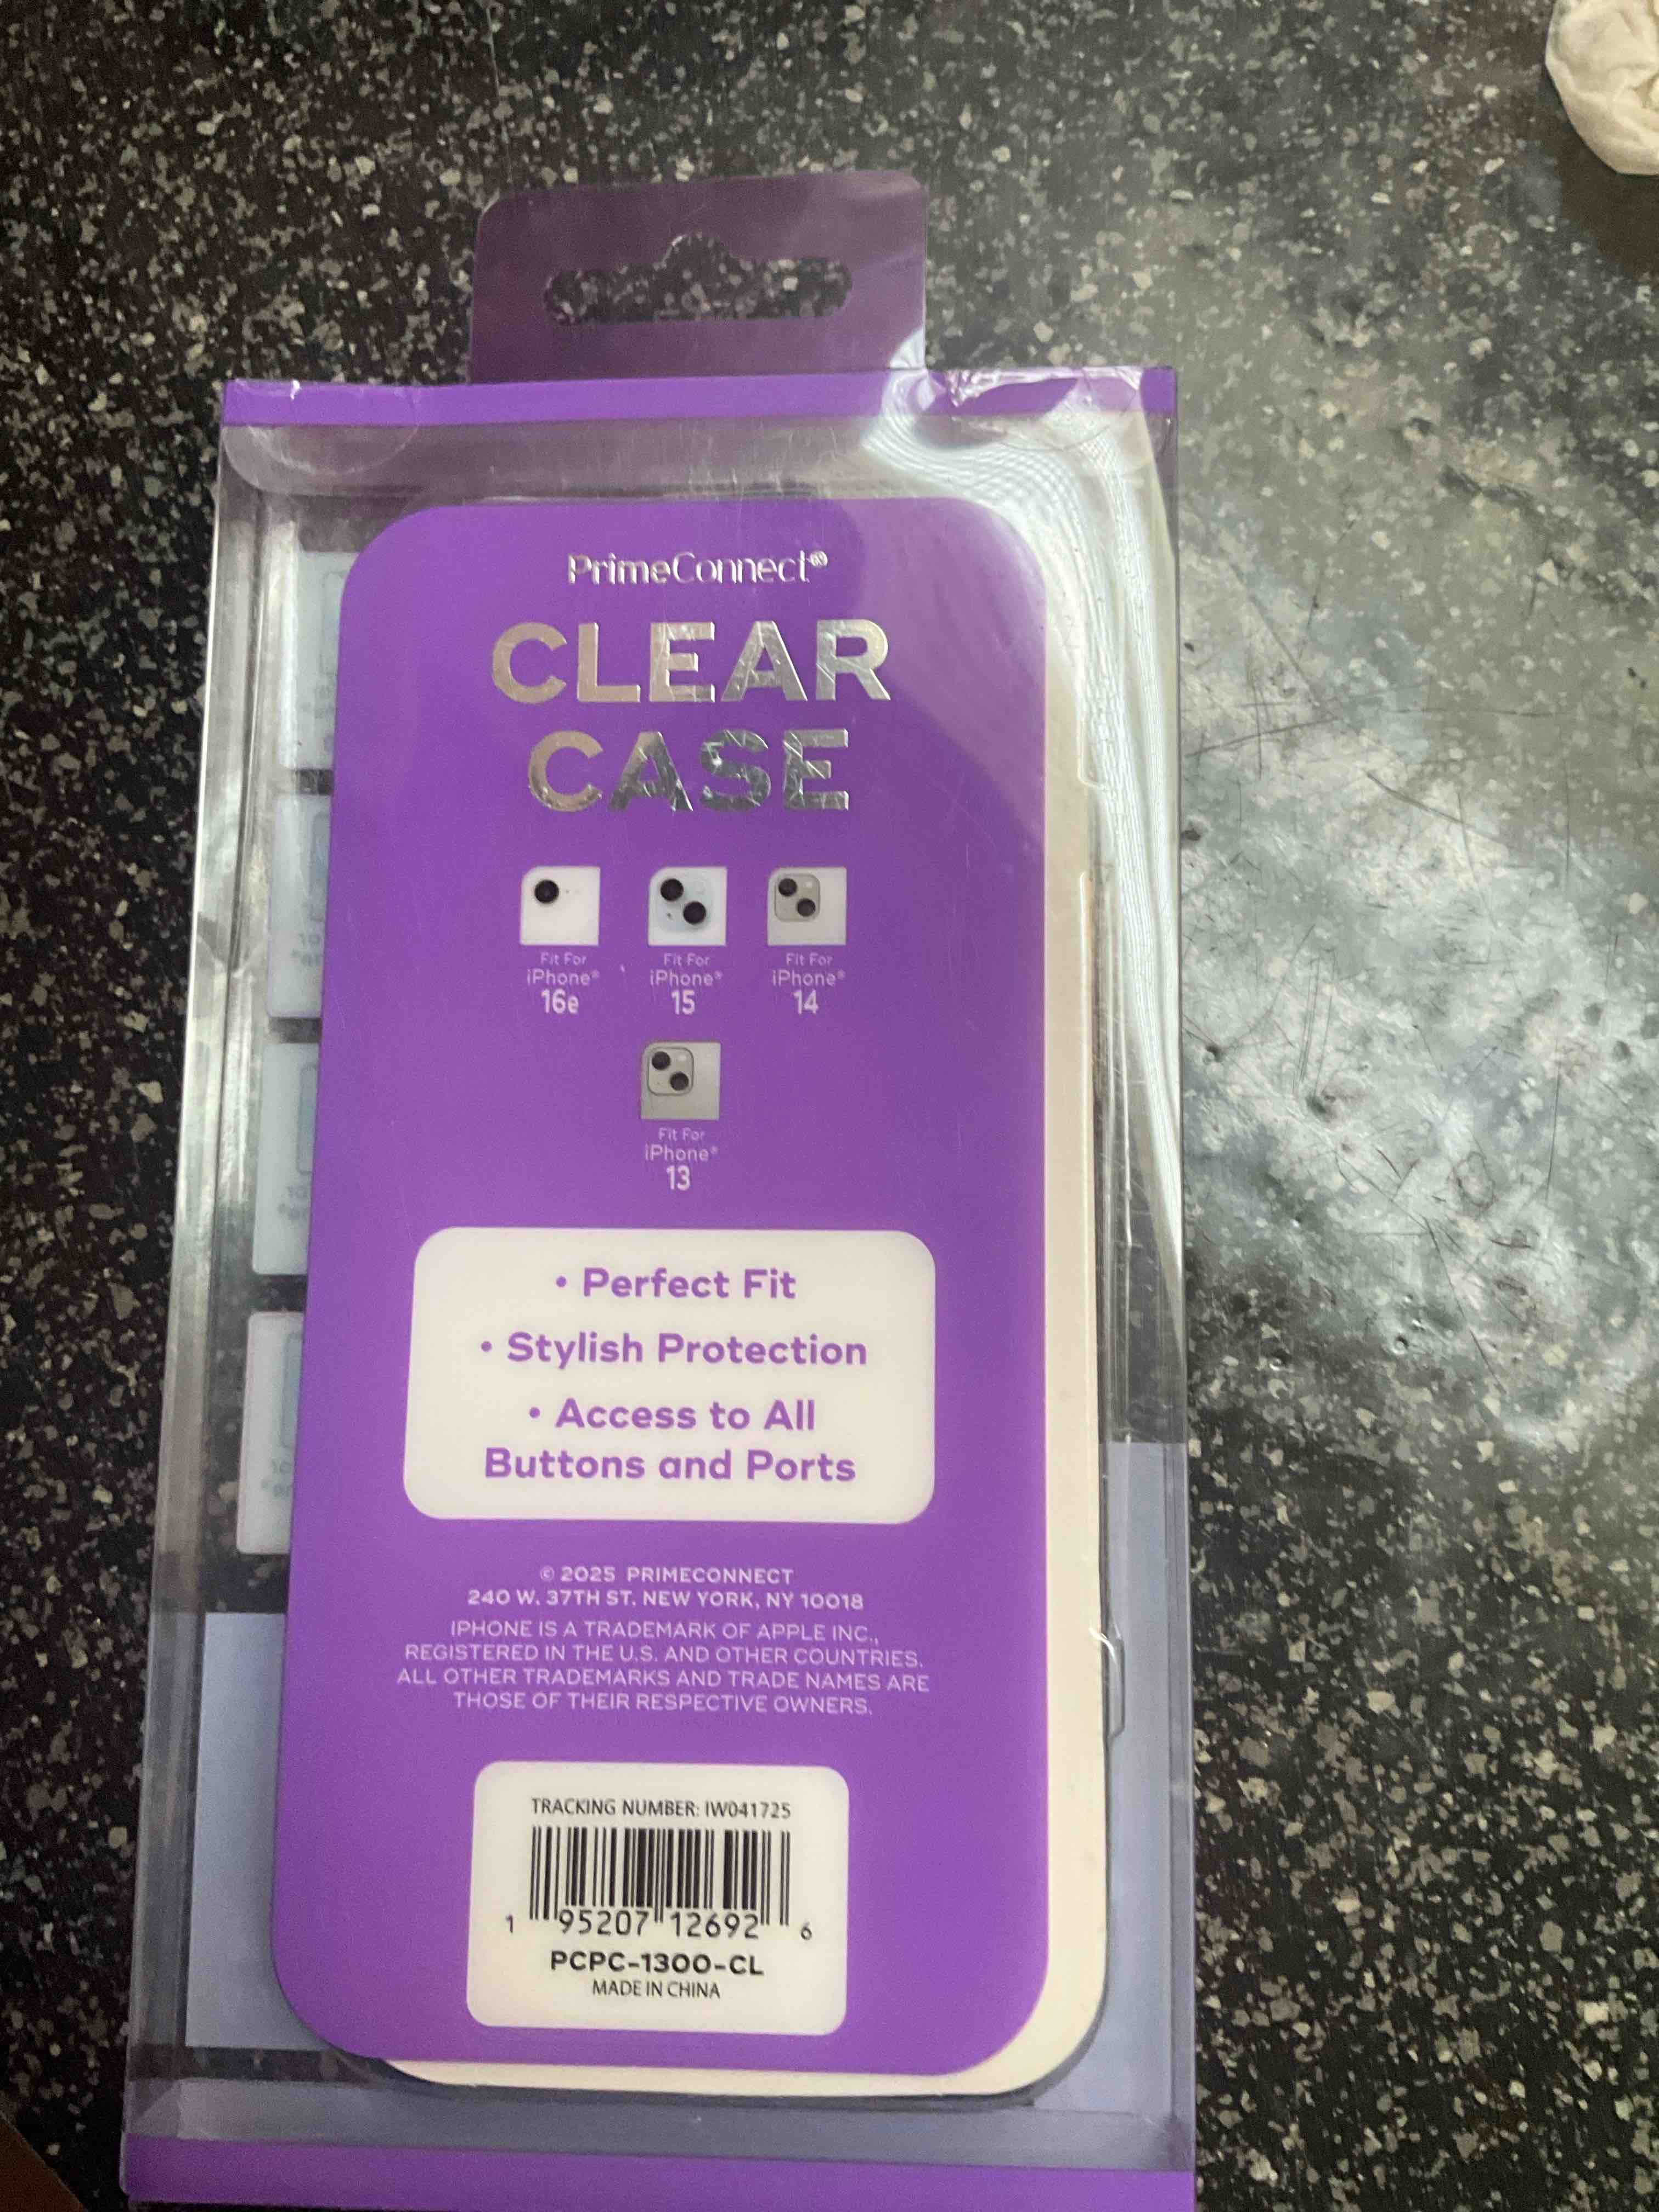 PrimeConnect®
CLEAR
CASE
Fit For
iPhone®
16e
Fit For
iPhone®
15
Fit For
iPhone®
14
Fit For
iPhone®
13
• Perfect Fit
• Stylish Protection
• Access to All
Buttons and Ports
© 2025 PRIMECONNECT
240 W. 37TH ST. NEW YORK, NY 10018
IPHONE IS A TRADEMARK OF APPLE INC.,
REGISTERED IN THE U.S. AND OTHER COUNTRIES.
ALL OTHER TRADEMARKS AND TRADE NAMES ARE
THOSE OF THEIR RESPECTIVE OWNERS.
TRACKING NUMBER: IW041725
1 95207 12692 6
PCPC-1300-CL
MADE IN CHINA